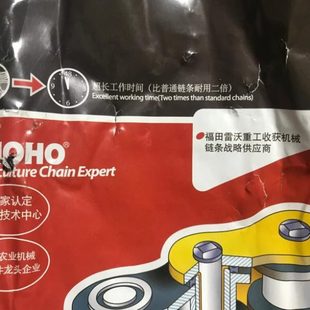 超长工作时间（比普通链条耐用二倍）
Excellent working time(Two times than standard chains)
OHO®
culture Chain Expert
福田雷沃重工收获机械
链条战略供应商
家认定
技术中心
农业机械
龙头企业